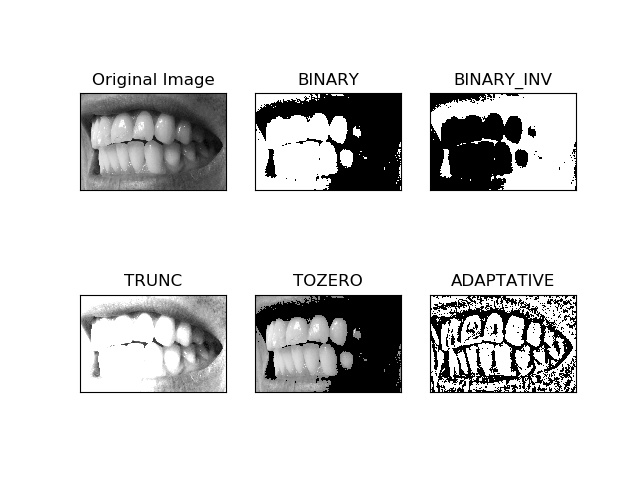 Original Image
BINARY
BINARY_INV
TRUNC
TOZERO
ADAPTATIVE